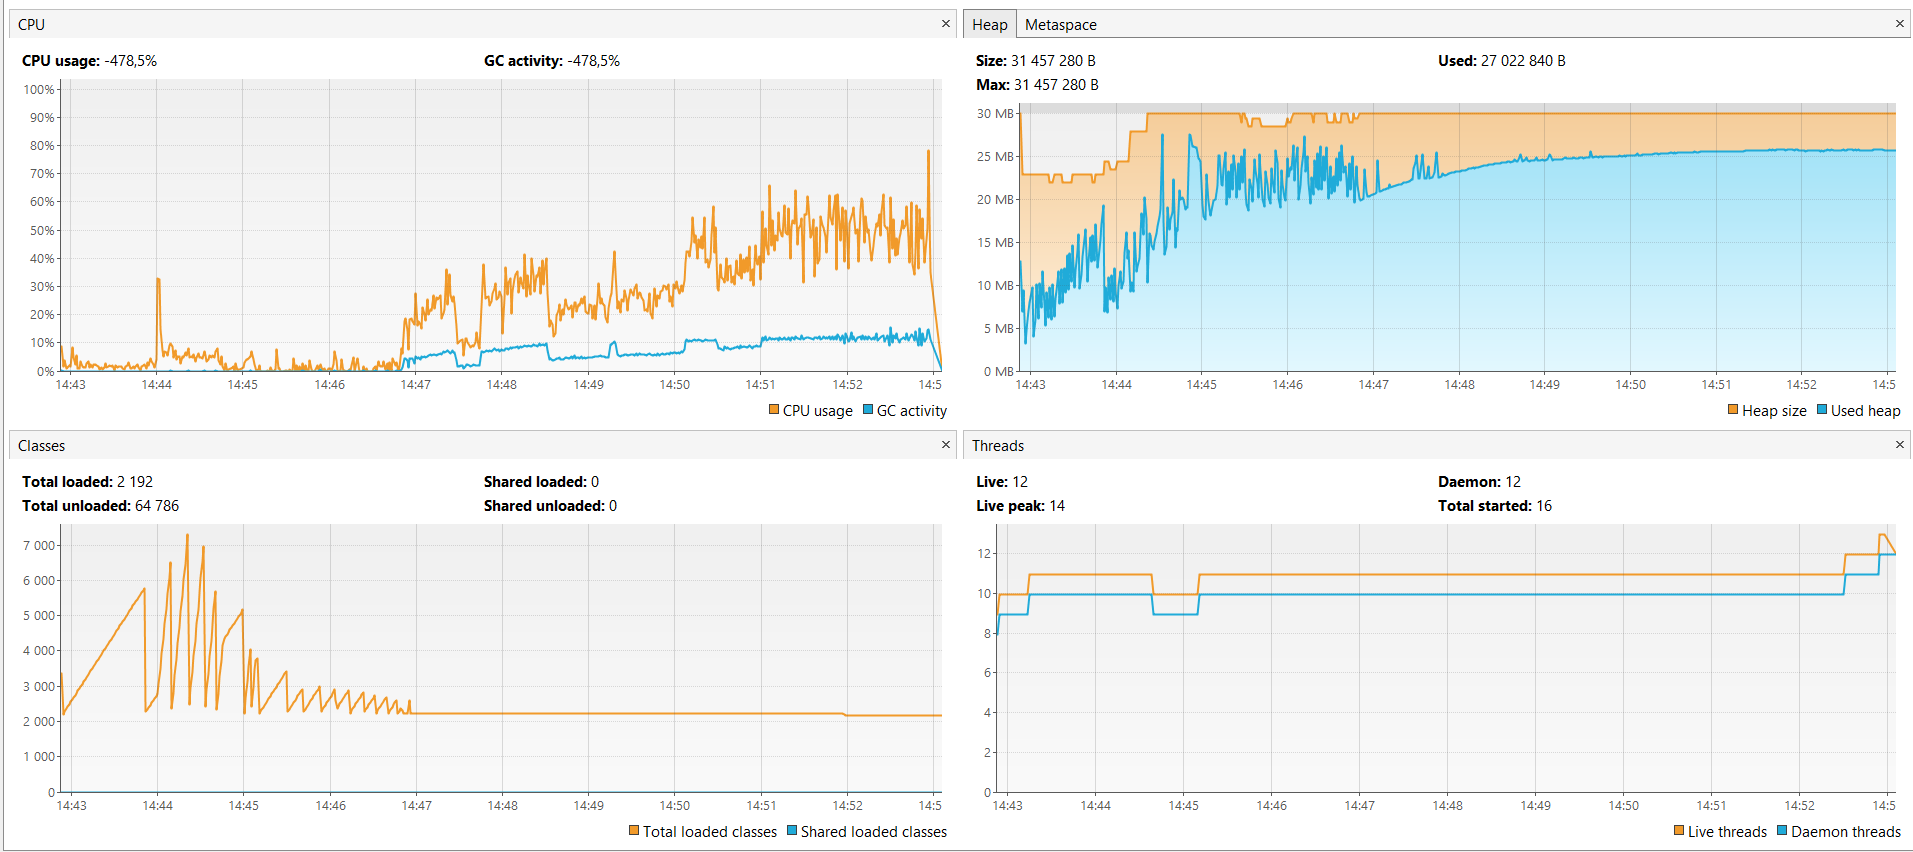 CPU ×
CPU usage: -478,5% GC activity: -478,5%
100%
90%
80%
70%
60%
50%
40%
30%
20%
10%
0%
14:43 14:44 14:45 14:46 14:47 14:48 14:49 14:50 14:51 14:52 14:5
CPU usage GC activity
Heap Metaspace ×
Size: 31 457 280 B Used: 27 022 840 B
Max: 31 457 280 B
30 MB
25 MB
20 MB
15 MB
10 MB
5 MB
0 MB
14:43 14:44 14:45 14:46 14:47 14:48 14:49 14:50 14:51 14:52 14:5
Heap size Used heap
Classes ×
Total loaded: 2 192 Shared loaded: 0
Total unloaded: 64 786 Shared unloaded: 0
7 000
6 000
5 000
4 000
3 000
2 000
1 000
0
14:43 14:44 14:45 14:46 14:47 14:48 14:49 14:50 14:51 14:52 14:5
Total loaded classes Shared loaded classes
Threads ×
Live: 12 Daemon: 12
Live peak: 14 Total started: 16
12
10
8
6
4
2
0
14:43 14:44 14:45 14:46 14:47 14:48 14:49 14:50 14:51 14:52 14:5
Live threads Daemon threads